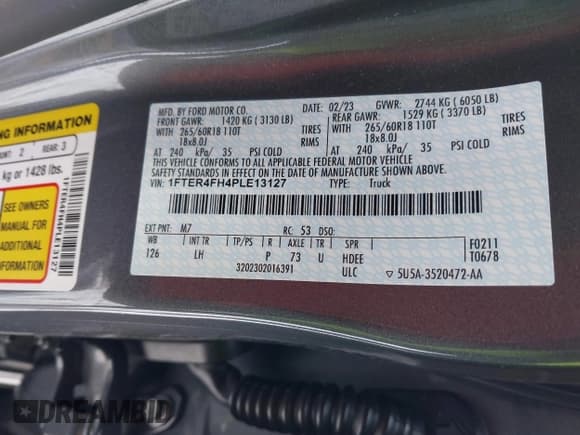 MFD. BY FORD MOTOR CO.
DATE: 02/23 GVWR: 2744 KG ( 6050 LB)
FRONT GAWR: 1420 KG ( 3130 LB) REAR GAWR: 1529 KG ( 3370 LB)
WITH 265/60R18 110T TIRES WITH 265/60R18 110T TIRES
18x8.0J RIMS 18x8.0J RIMS
AT 240 kPa/ 35 PSI COLD AT 240 kPa/ 35 PSI COLD
THIS VEHICLE CONFORMS TO ALL APPLICABLE FEDERAL MOTOR VEHICLE
SAFETY STANDARDS IN EFFECT ON THE DATE OF MANUFACTURE SHOWN ABOVE.
VIN: 1FTER4FH4PLE13127 TYPE: Truck
EXT PNT: M7 RC: 53 DSO:
WB INT TR TP/PS R AXLE TR SPR
126 LH P 73 U HDEE
ULC
3202302016391
F0211
T0678
5U5A-3520472-AA
NG INFORMATION
ONT: 2 REAR: 3
kg or 1428 lbs.
SEE OWNERS
MANUAL FOR
ADDITIONAL
INFORMATION
1FTER4FH4PLE13127
DREAMBID